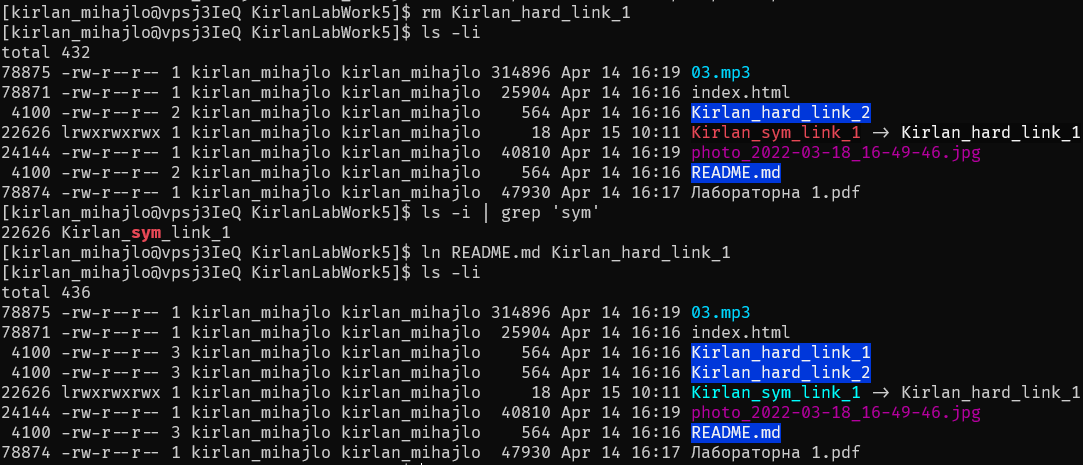 [kirlan_mihajlo@vpsj3IeQ KirlanLabWork5]$ rm Kirlan_hard_link_1
[kirlan_mihajlo@vpsj3IeQ KirlanLabWork5]$ ls -li
total 432
78875 -rw-r--r-- 1 kirlan_mihajlo kirlan_mihajlo 314896 Apr 14 16:19 03.mp3
78871 -rw-r--r-- 1 kirlan_mihajlo kirlan_mihajlo  25904 Apr 14 16:16 index.html
 4100 -rw-r--r-- 2 kirlan_mihajlo kirlan_mihajlo    564 Apr 14 16:16 Kirlan_hard_link_2
22626 lrwxrwxrwx 1 kirlan_mihajlo kirlan_mihajlo     18 Apr 15 10:11 Kirlan_sym_link_1 -> Kirlan_hard_link_1
24144 -rw-r--r-- 1 kirlan_mihajlo kirlan_mihajlo  40810 Apr 14 16:19 photo_2022-03-18_16-49-46.jpg
 4100 -rw-r--r-- 2 kirlan_mihajlo kirlan_mihajlo    564 Apr 14 16:16 README.md
78874 -rw-r--r-- 1 kirlan_mihajlo kirlan_mihajlo  47930 Apr 14 16:17 Лабораторна 1.pdf
[kirlan_mihajlo@vpsj3IeQ KirlanLabWork5]$ ls -i | grep 'sym'
22626 Kirlan_sym_link_1
[kirlan_mihajlo@vpsj3IeQ KirlanLabWork5]$ ln README.md Kirlan_hard_link_1
[kirlan_mihajlo@vpsj3IeQ KirlanLabWork5]$ ls -li
total 436
78875 -rw-r--r-- 1 kirlan_mihajlo kirlan_mihajlo 314896 Apr 14 16:19 03.mp3
78871 -rw-r--r-- 1 kirlan_mihajlo kirlan_mihajlo  25904 Apr 14 16:16 index.html
 4100 -rw-r--r-- 3 kirlan_mihajlo kirlan_mihajlo    564 Apr 14 16:16 Kirlan_hard_link_1
 4100 -rw-r--r-- 3 kirlan_mihajlo kirlan_mihajlo    564 Apr 14 16:16 Kirlan_hard_link_2
22626 lrwxrwxrwx 1 kirlan_mihajlo kirlan_mihajlo     18 Apr 15 10:11 Kirlan_sym_link_1 -> Kirlan_hard_link_1
24144 -rw-r--r-- 1 kirlan_mihajlo kirlan_mihajlo  40810 Apr 14 16:19 photo_2022-03-18_16-49-46.jpg
 4100 -rw-r--r-- 3 kirlan_mihajlo kirlan_mihajlo    564 Apr 14 16:16 README.md
78874 -rw-r--r-- 1 kirlan_mihajlo kirlan_mihajlo  47930 Apr 14 16:17 Лабораторна 1.pdf